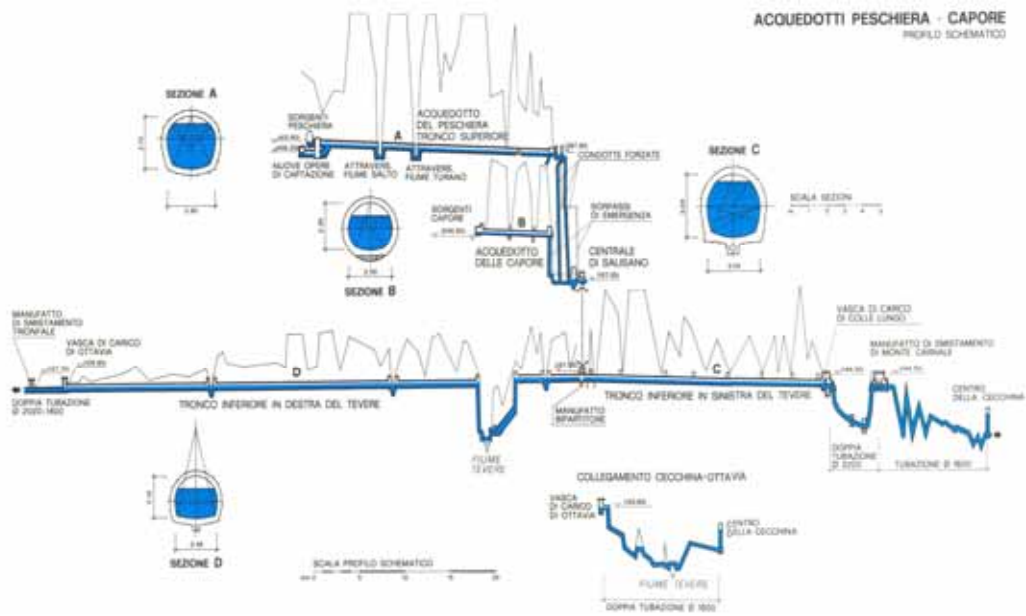 ACQUEDOTTI PESCHIERA - CAPORE
PROFILO SCHEMATICO
SEZIONE A
SORGENTI
PESCHIERA
ACQUEDOTTO
DEL PESCHIERA
TRONCO SUPERIORE
A
NUOVE OPERE
DI CAPTAZIONE
ATTRAVERS.
FIUME SALTO
ATTRAVERS.
FIUME TURANO
CONDOTTE FORZATE
SEZIONE C
SCALA SEZIONI
SORGENTI
CAPORE
B
ACQUEDOTTO
DELLE CAPORE
SORPASSI
DI EMERGENZA
CENTRALE
DI SALISANO
SEZIONE B
MANUFATTO
DI SMISTAMENTO
TRIONFALE
VASCA DI CARICO
DI OTTAVIA
D
C
VASCA DI CARICO
DI COLLE LUNGO
MANUFATTO DI SMISTAMENTO
DI MONTE CARNALE
CENTRO
DELLA CECCHINA
DOPPIA TUBAZIONE
TRONCO INFERIORE IN DESTRA DEL TEVERE
MANUFATTO
BIPARTITORE
TRONCO INFERIORE IN SINISTRA DEL TEVERE
FIUME
TEVERE
DOPPIA
TUBAZIONE
TUBAZIONE Ø 1800
COLLEGAMENTO CECCHINA-OTTAVIA
VASCA
DI CARICO
DI OTTAVIA
CENTRO
DELLA CECCHINA
FIUME TEVERE
DOPPIA TUBAZIONE Ø 1800
SEZIONE D
SCALA PROFILO SCHEMATICO